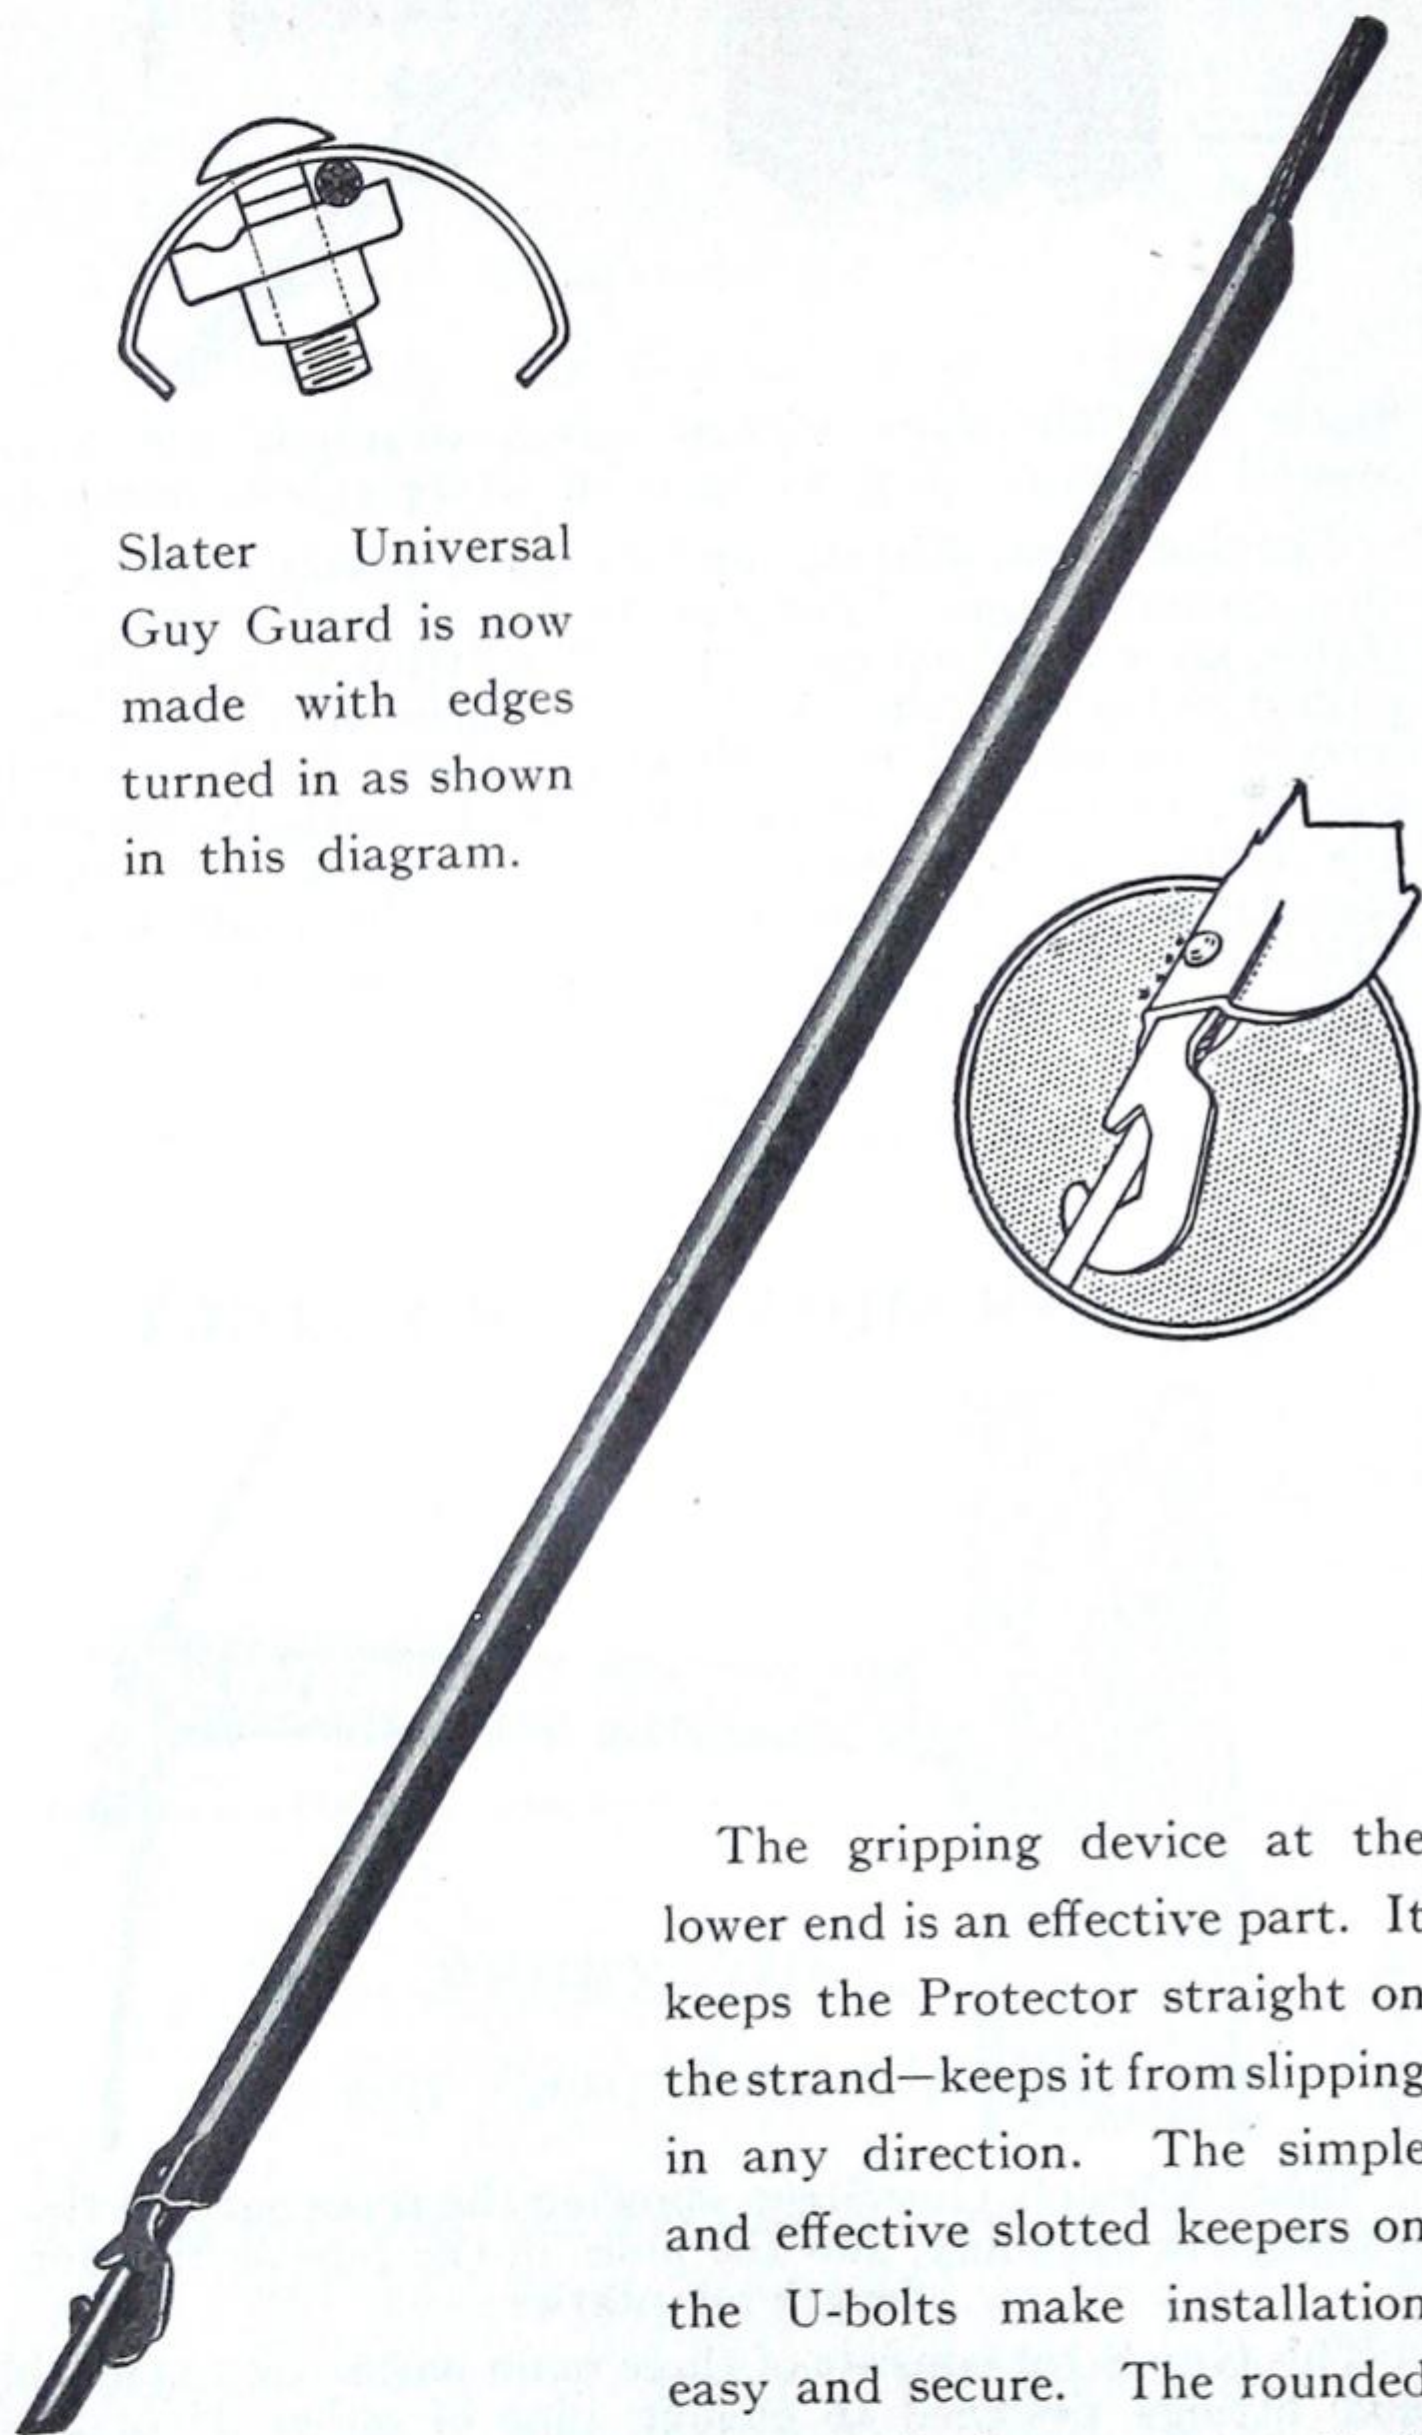 Slater Universal
Guy Guard is now
made with edges
turned in as shown
in this diagram.
The gripping device at the
lower end is an effective part. It
keeps the Protector straight on
the strand—keeps it from slipping
in any direction. The simple
and effective slotted keepers on
the U-bolts make installation
easy and secure. The rounded